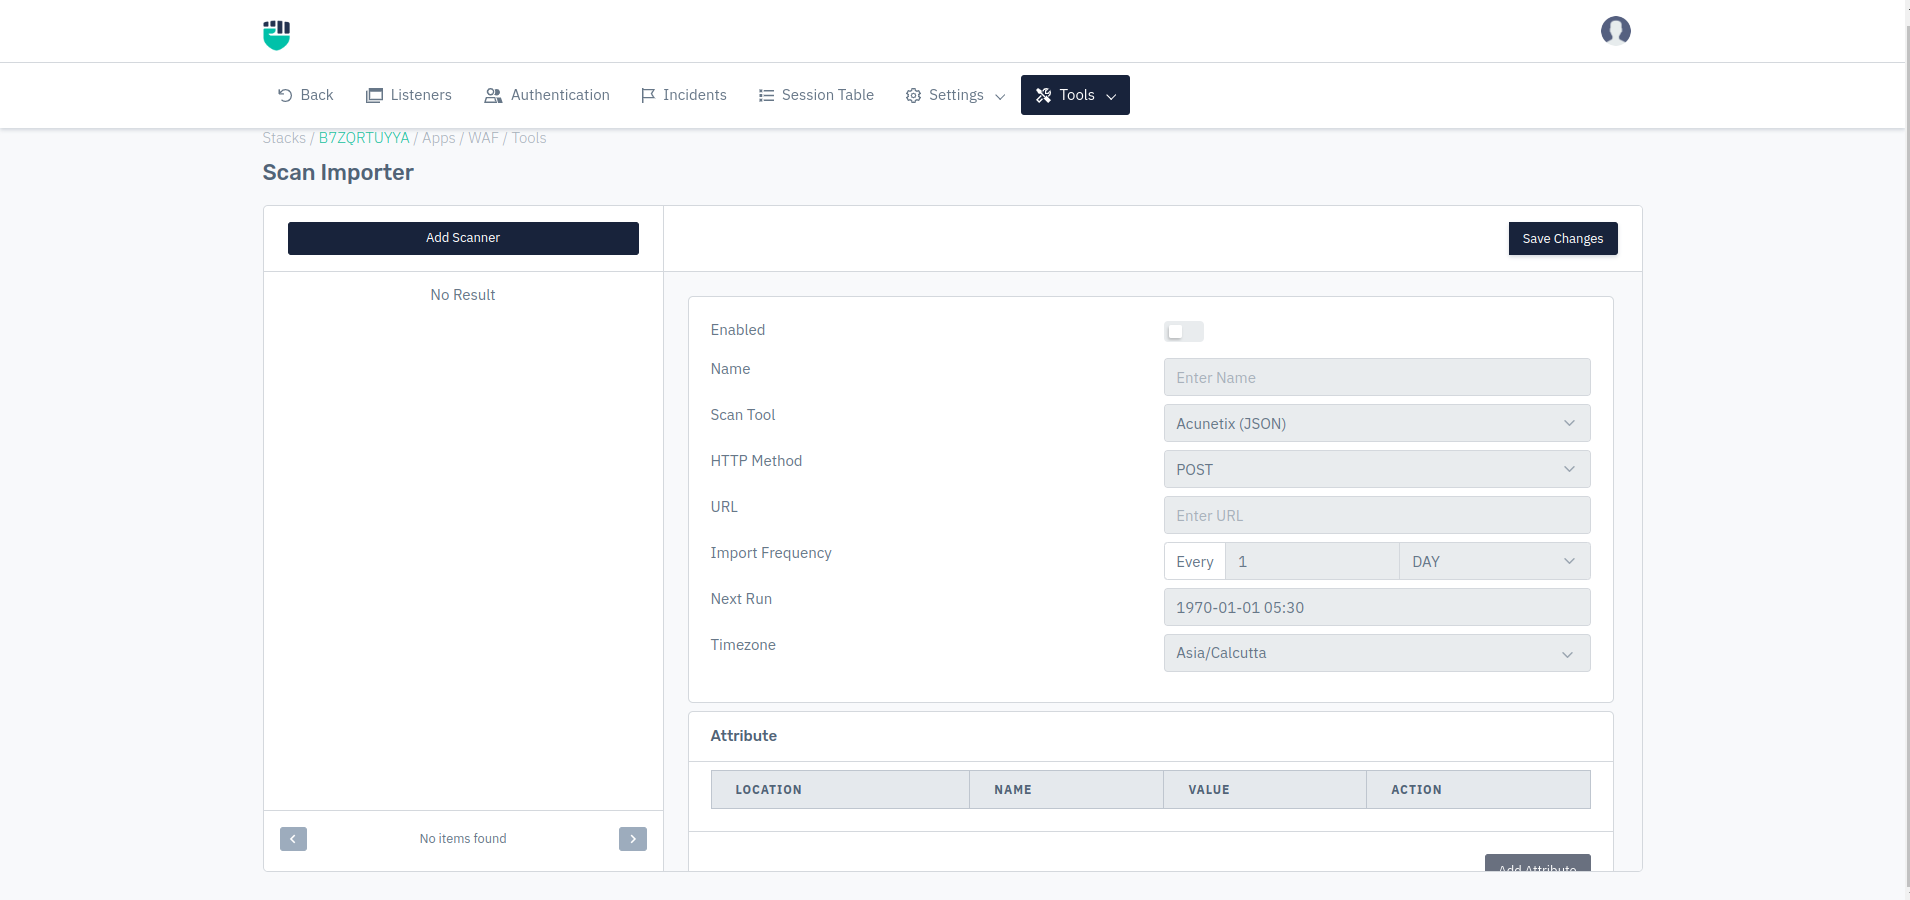 Back Listeners Authentication Incidents Session Table Settings Tools
Stacks / B7ZQRTUYYA / Apps / WAF / Tools
Scan Importer
Add Scanner
Save Changes
No Result
Enabled
Name
Enter Name
Scan Tool
Acunetix (JSON)
HTTP Method
POST
URL
Enter URL
Import Frequency
Every 1 DAY
Next Run
1970-01-01 05:30
Timezone
Asia/Calcutta
Attribute
LOCATION NAME VALUE ACTION
No items found
Add Attribute